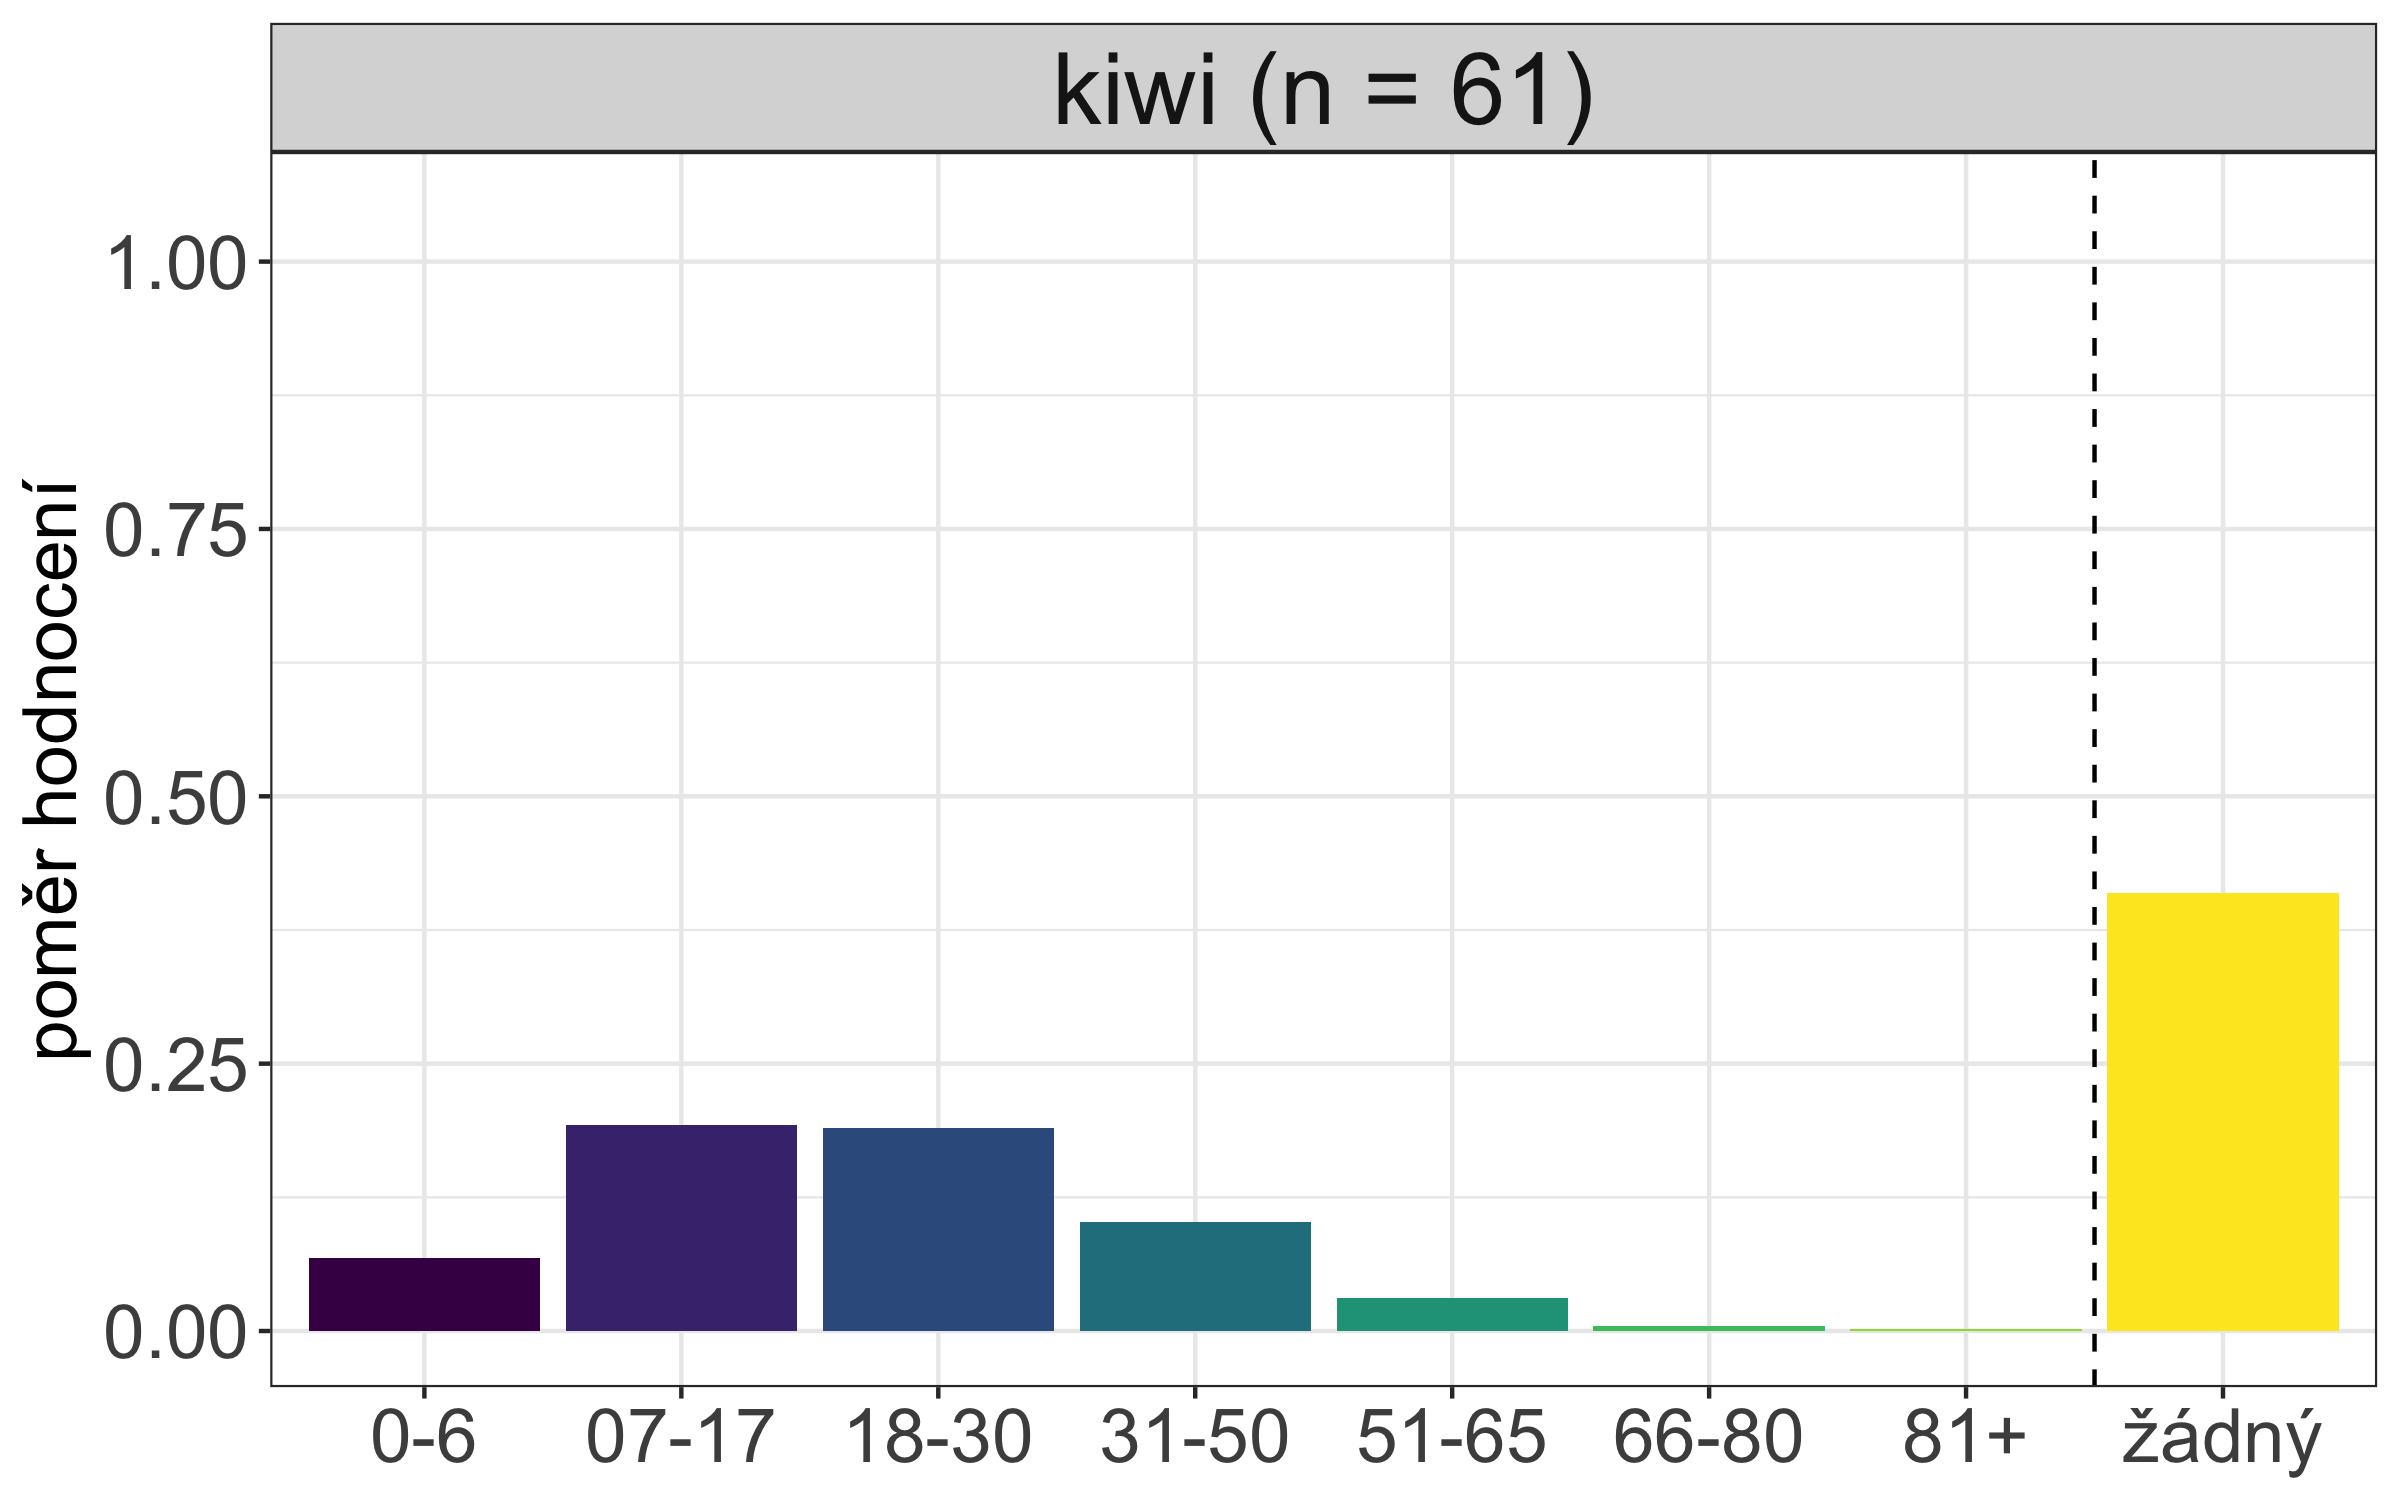 kiwi (n = 61)
poměr hodnocení
1.00
0.75
0.50
0.25
0.00
0-6 07-17 18-30 31-50 51-65 66-80 81+ žádný